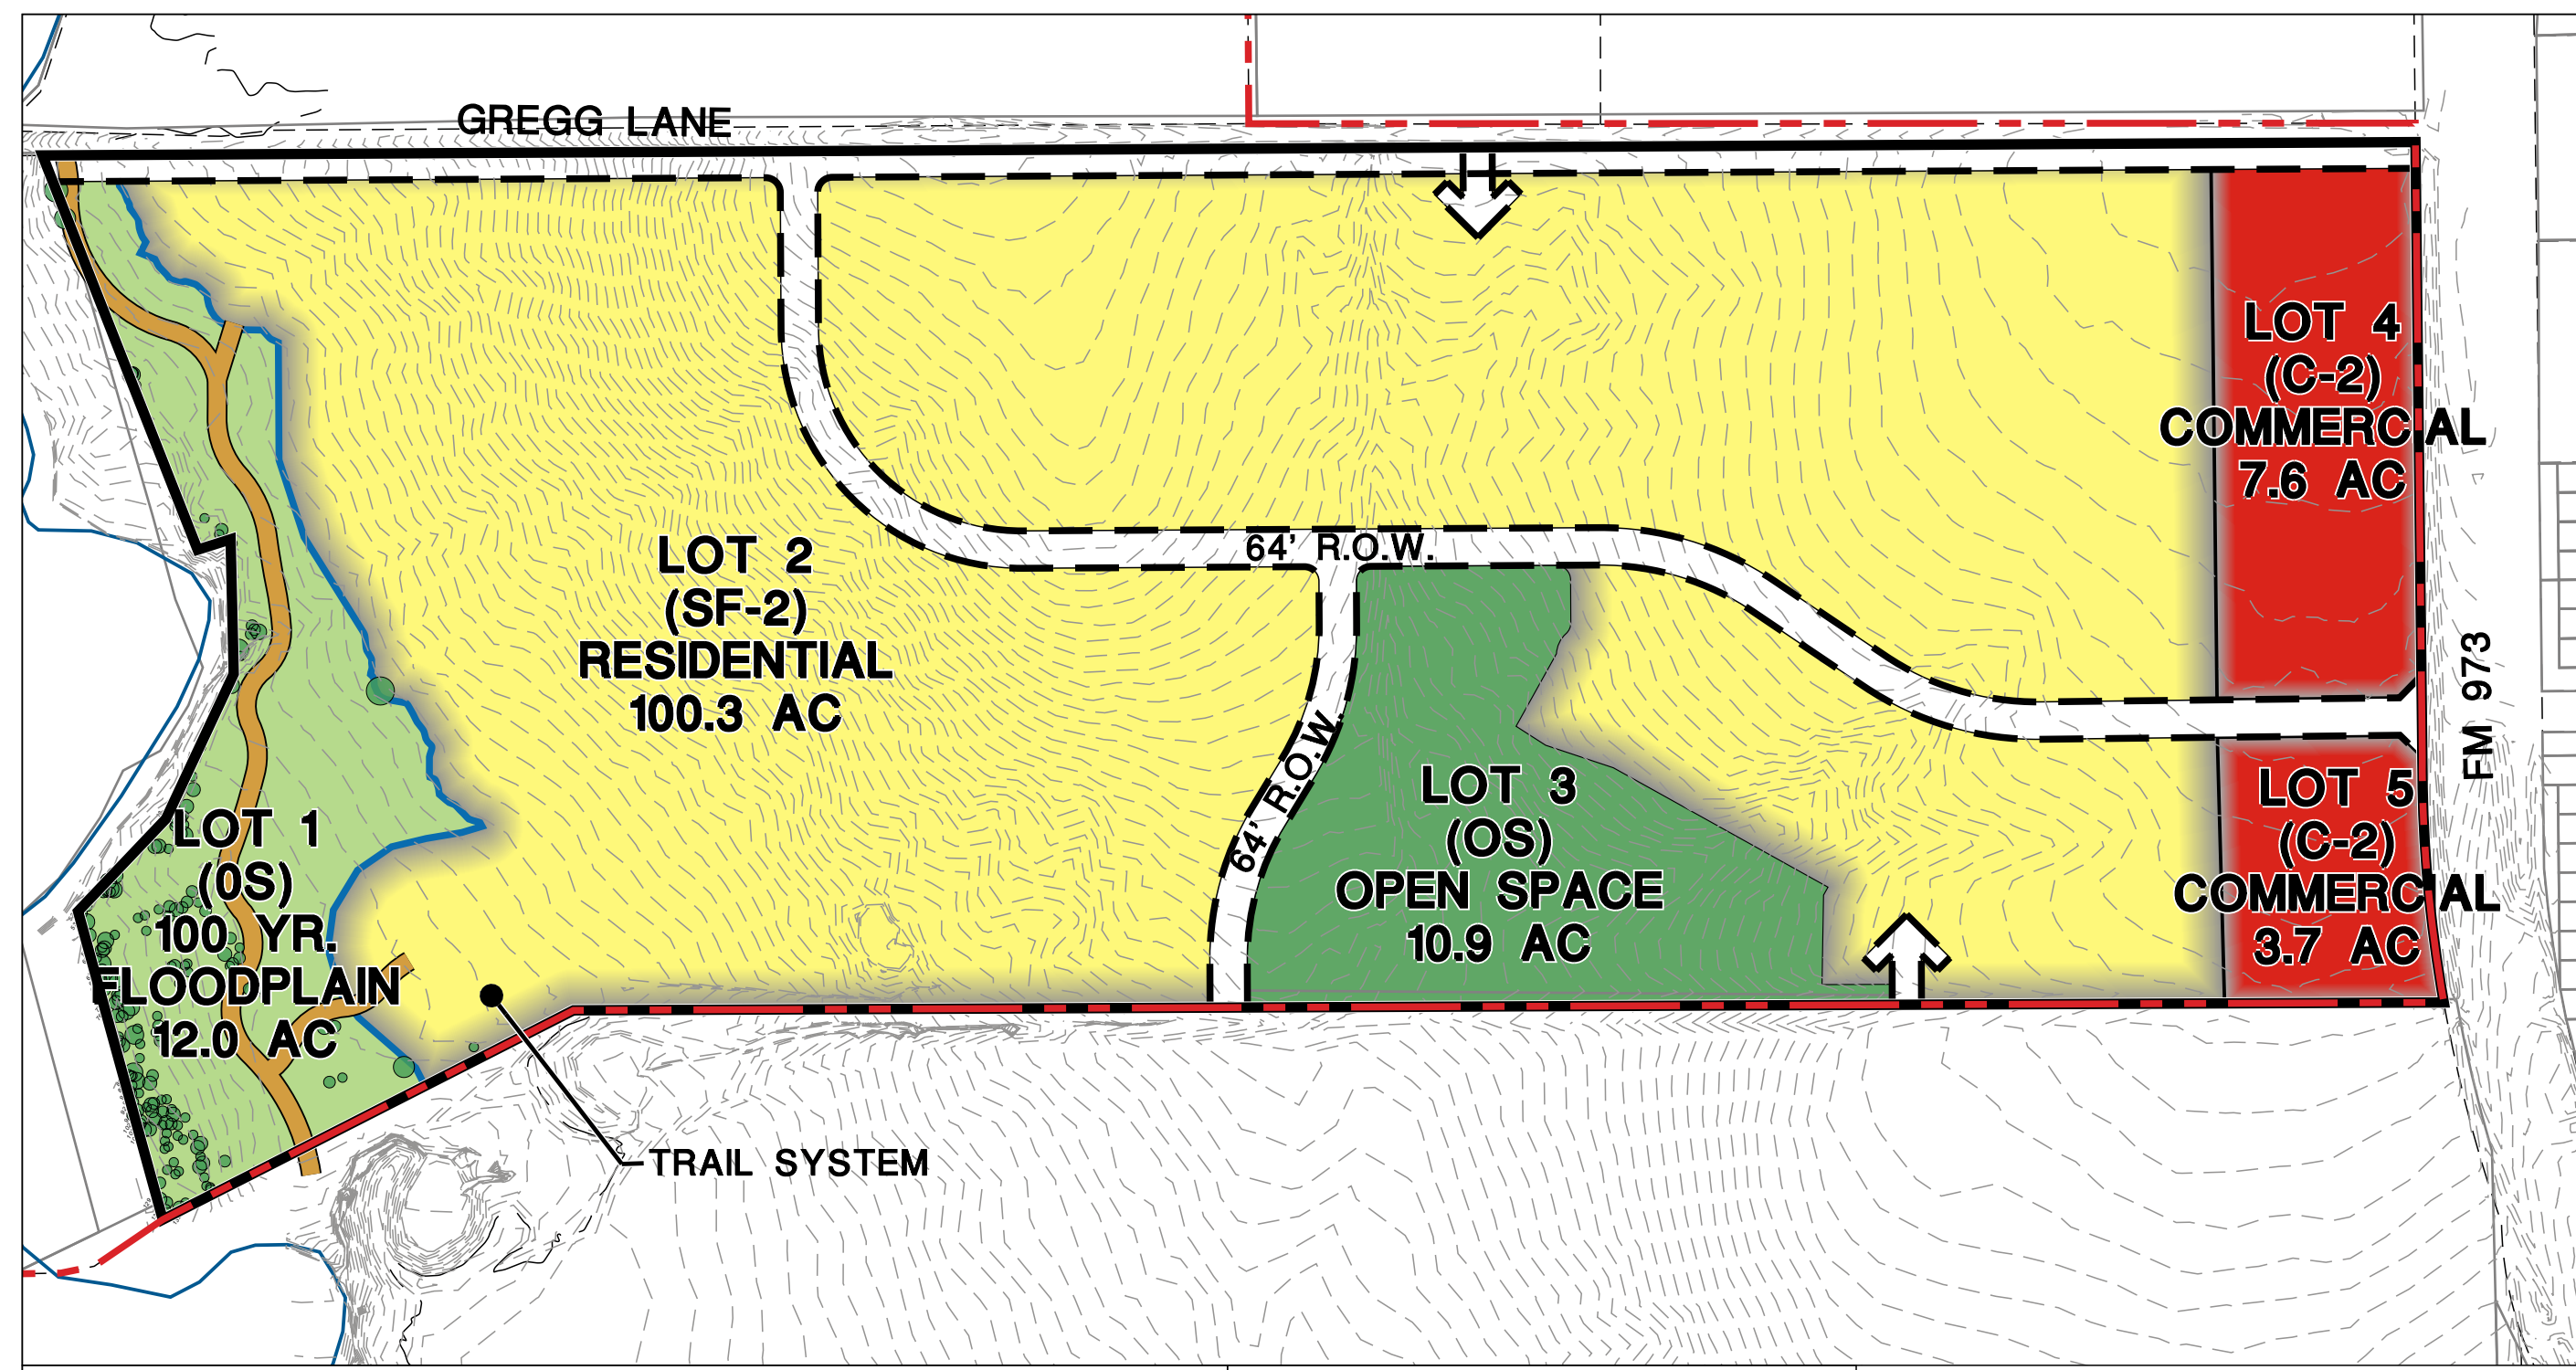 GREGG LANE
LOT 4
(C-2)
COMMERCIAL
7.6 AC
64' R.O.W.
LOT 2
(SF-2)
RESIDENTIAL
100.3 AC
FM 973
64' R.O.W.
LOT 3
(OS)
OPEN SPACE
10.9 AC
LOT 5
(C-2)
COMMERCIAL
3.7 AC
LOT 1
(0S)
100 YR.
FLOODPLAIN
12.0 AC
TRAIL SYSTEM